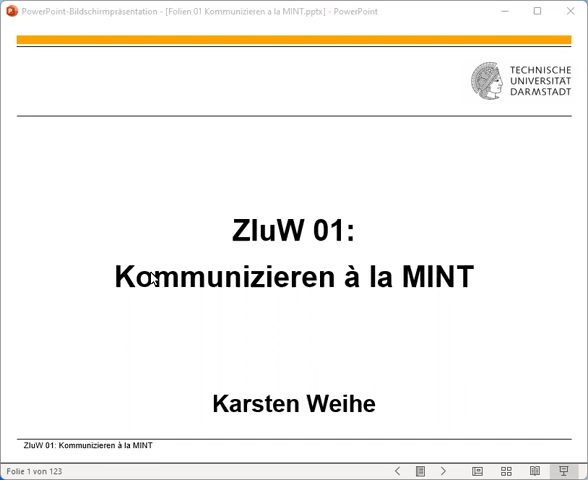 PowerPoint-Bildschirmpräsentation - [Folien 01 Kommunizieren a la MINT.pptx] - PowerPoint
TECHNISCHE
UNIVERSITÄT
DARMSTADT
ZIuW 01:
Kommunizieren à la MINT
Karsten Weihe
ZIuW 01: Kommunizieren à la MINT
Folie 1 von 123